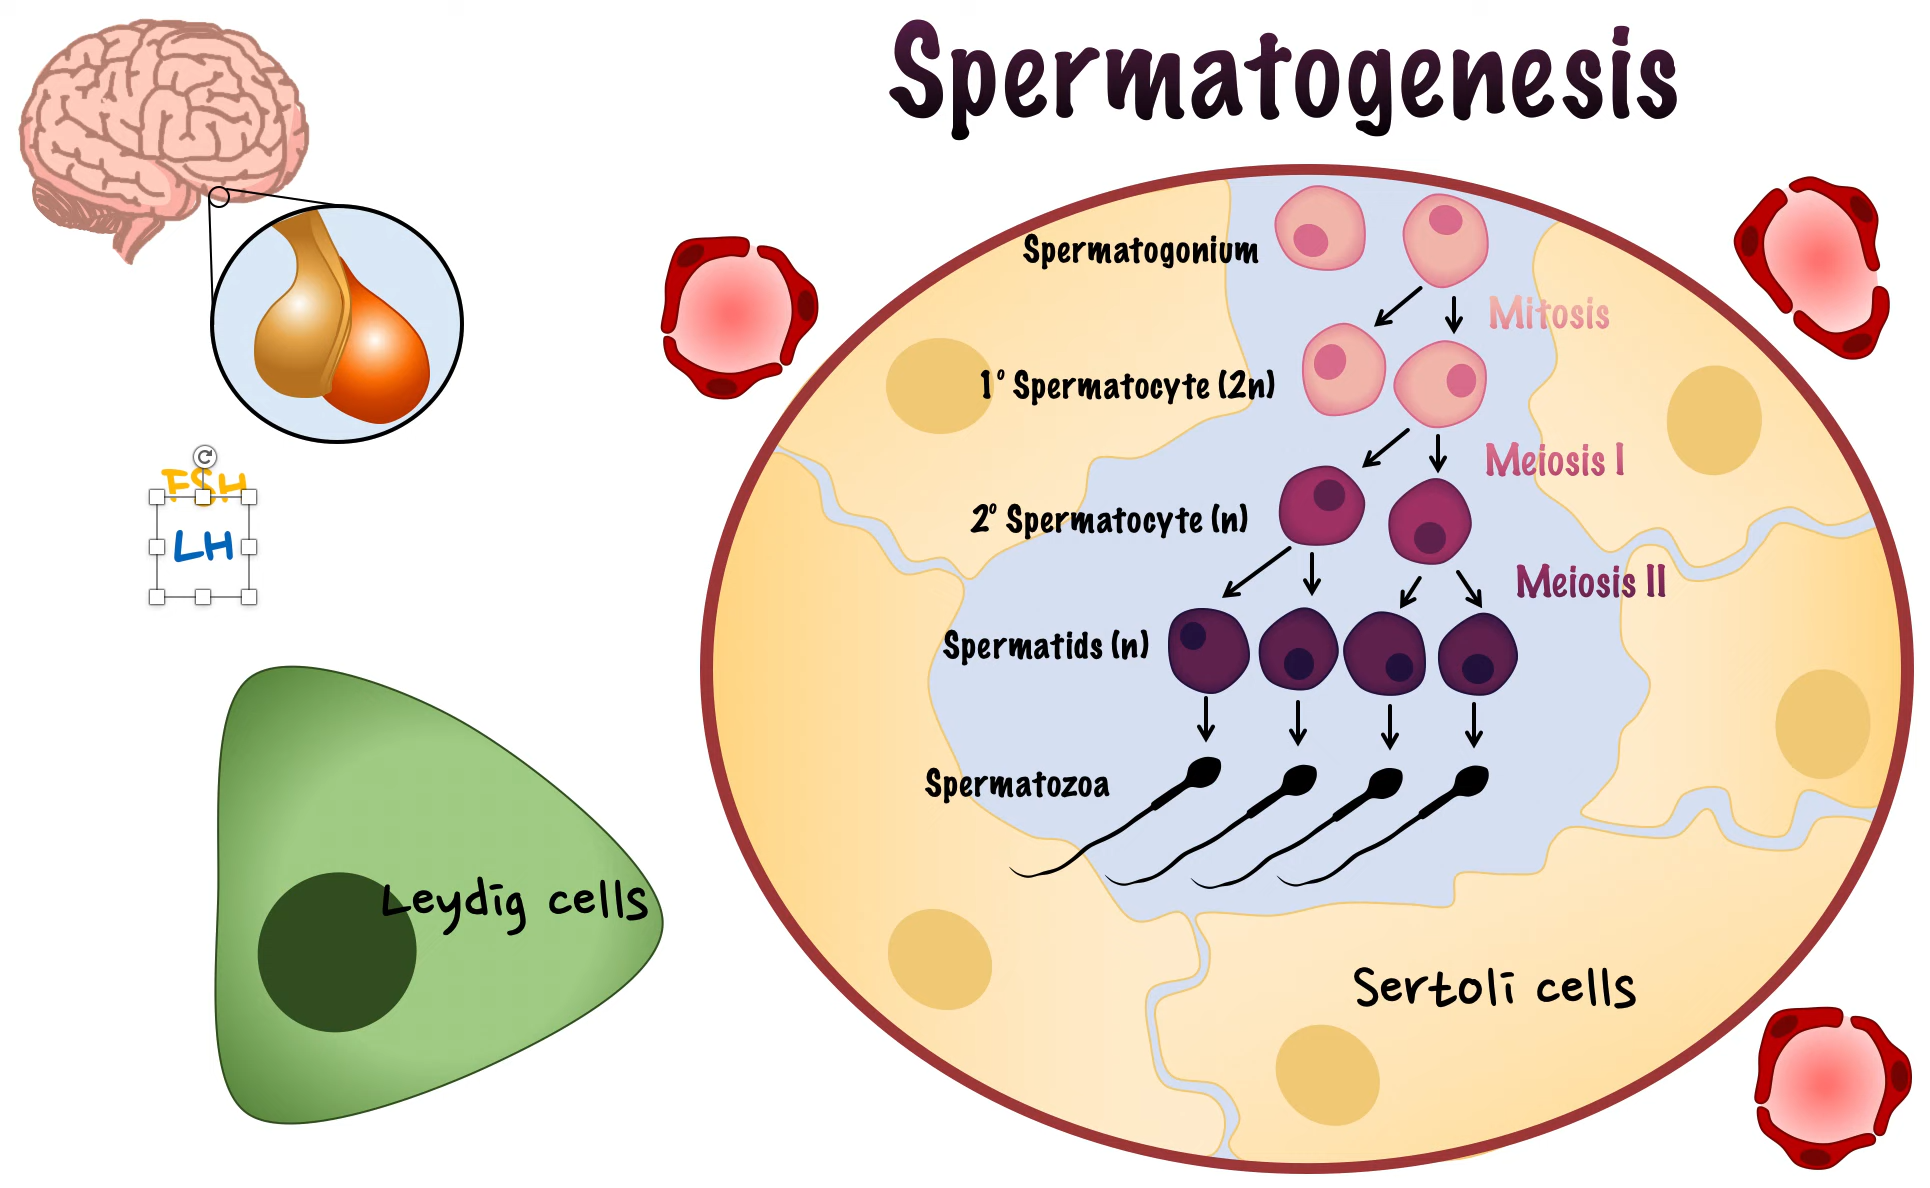 Spermatogenesis
Spermatogonium
Mitosis
1° Spermatocyte (2n)
Meiosis I
2° Spermatocyte (n)
Meiosis II
Spermatids (n)
Spermatozoa
FSH
LH
Leydig cells
Sertoli cells